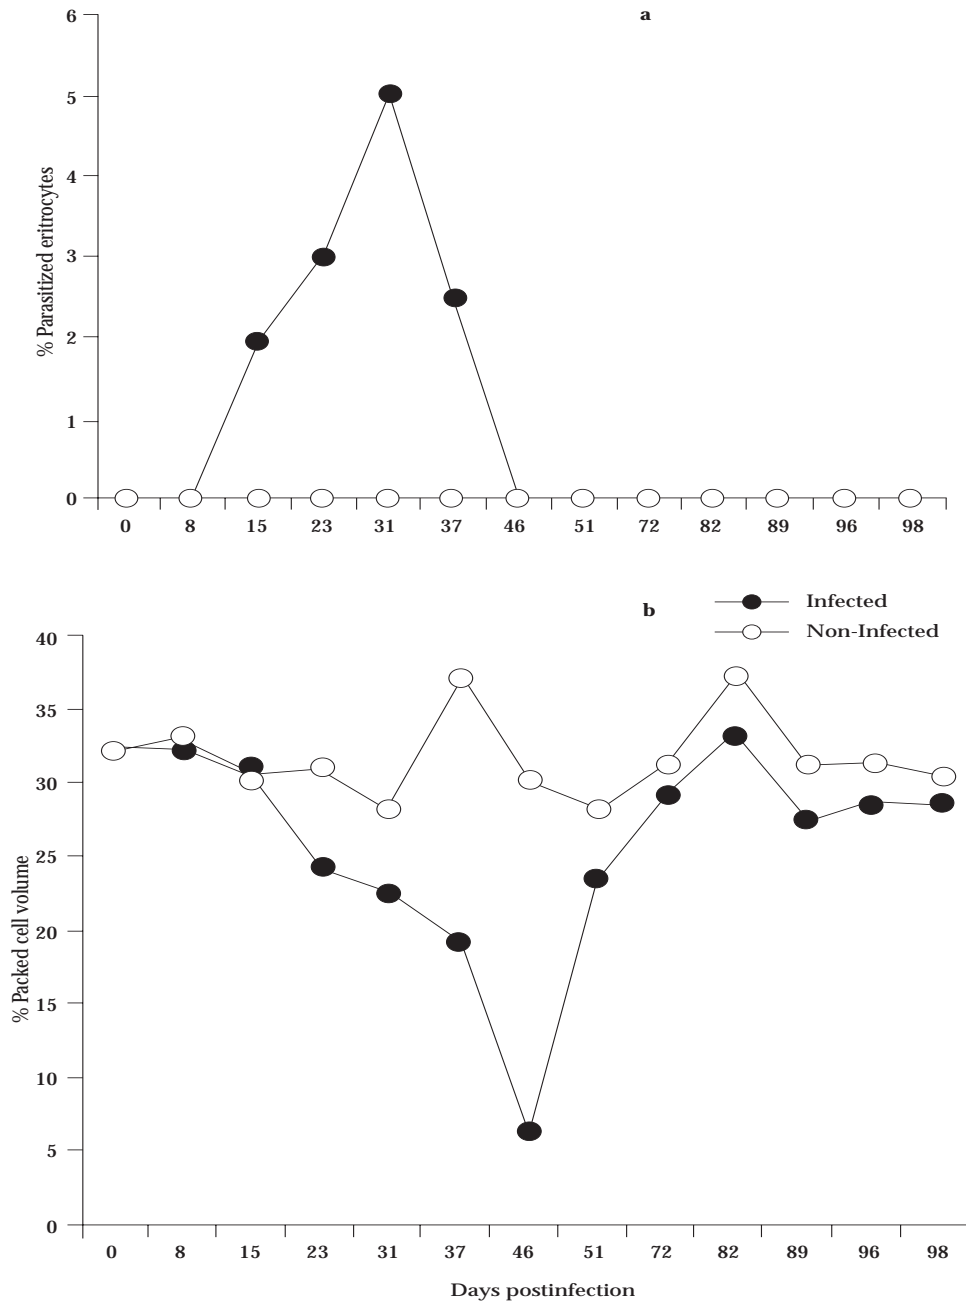 a
6
5
4
3
2
1
0
% Parasitized eritrocytes
0 8 15 23 31 37 46 51 72 82 89 96 98
b
Infected
Non-Infected
40
35
30
25
20
15
10
5
0
% Packed cell volume
0 8 15 23 31 37 46 51 72 82 89 96 98
Days postinfection